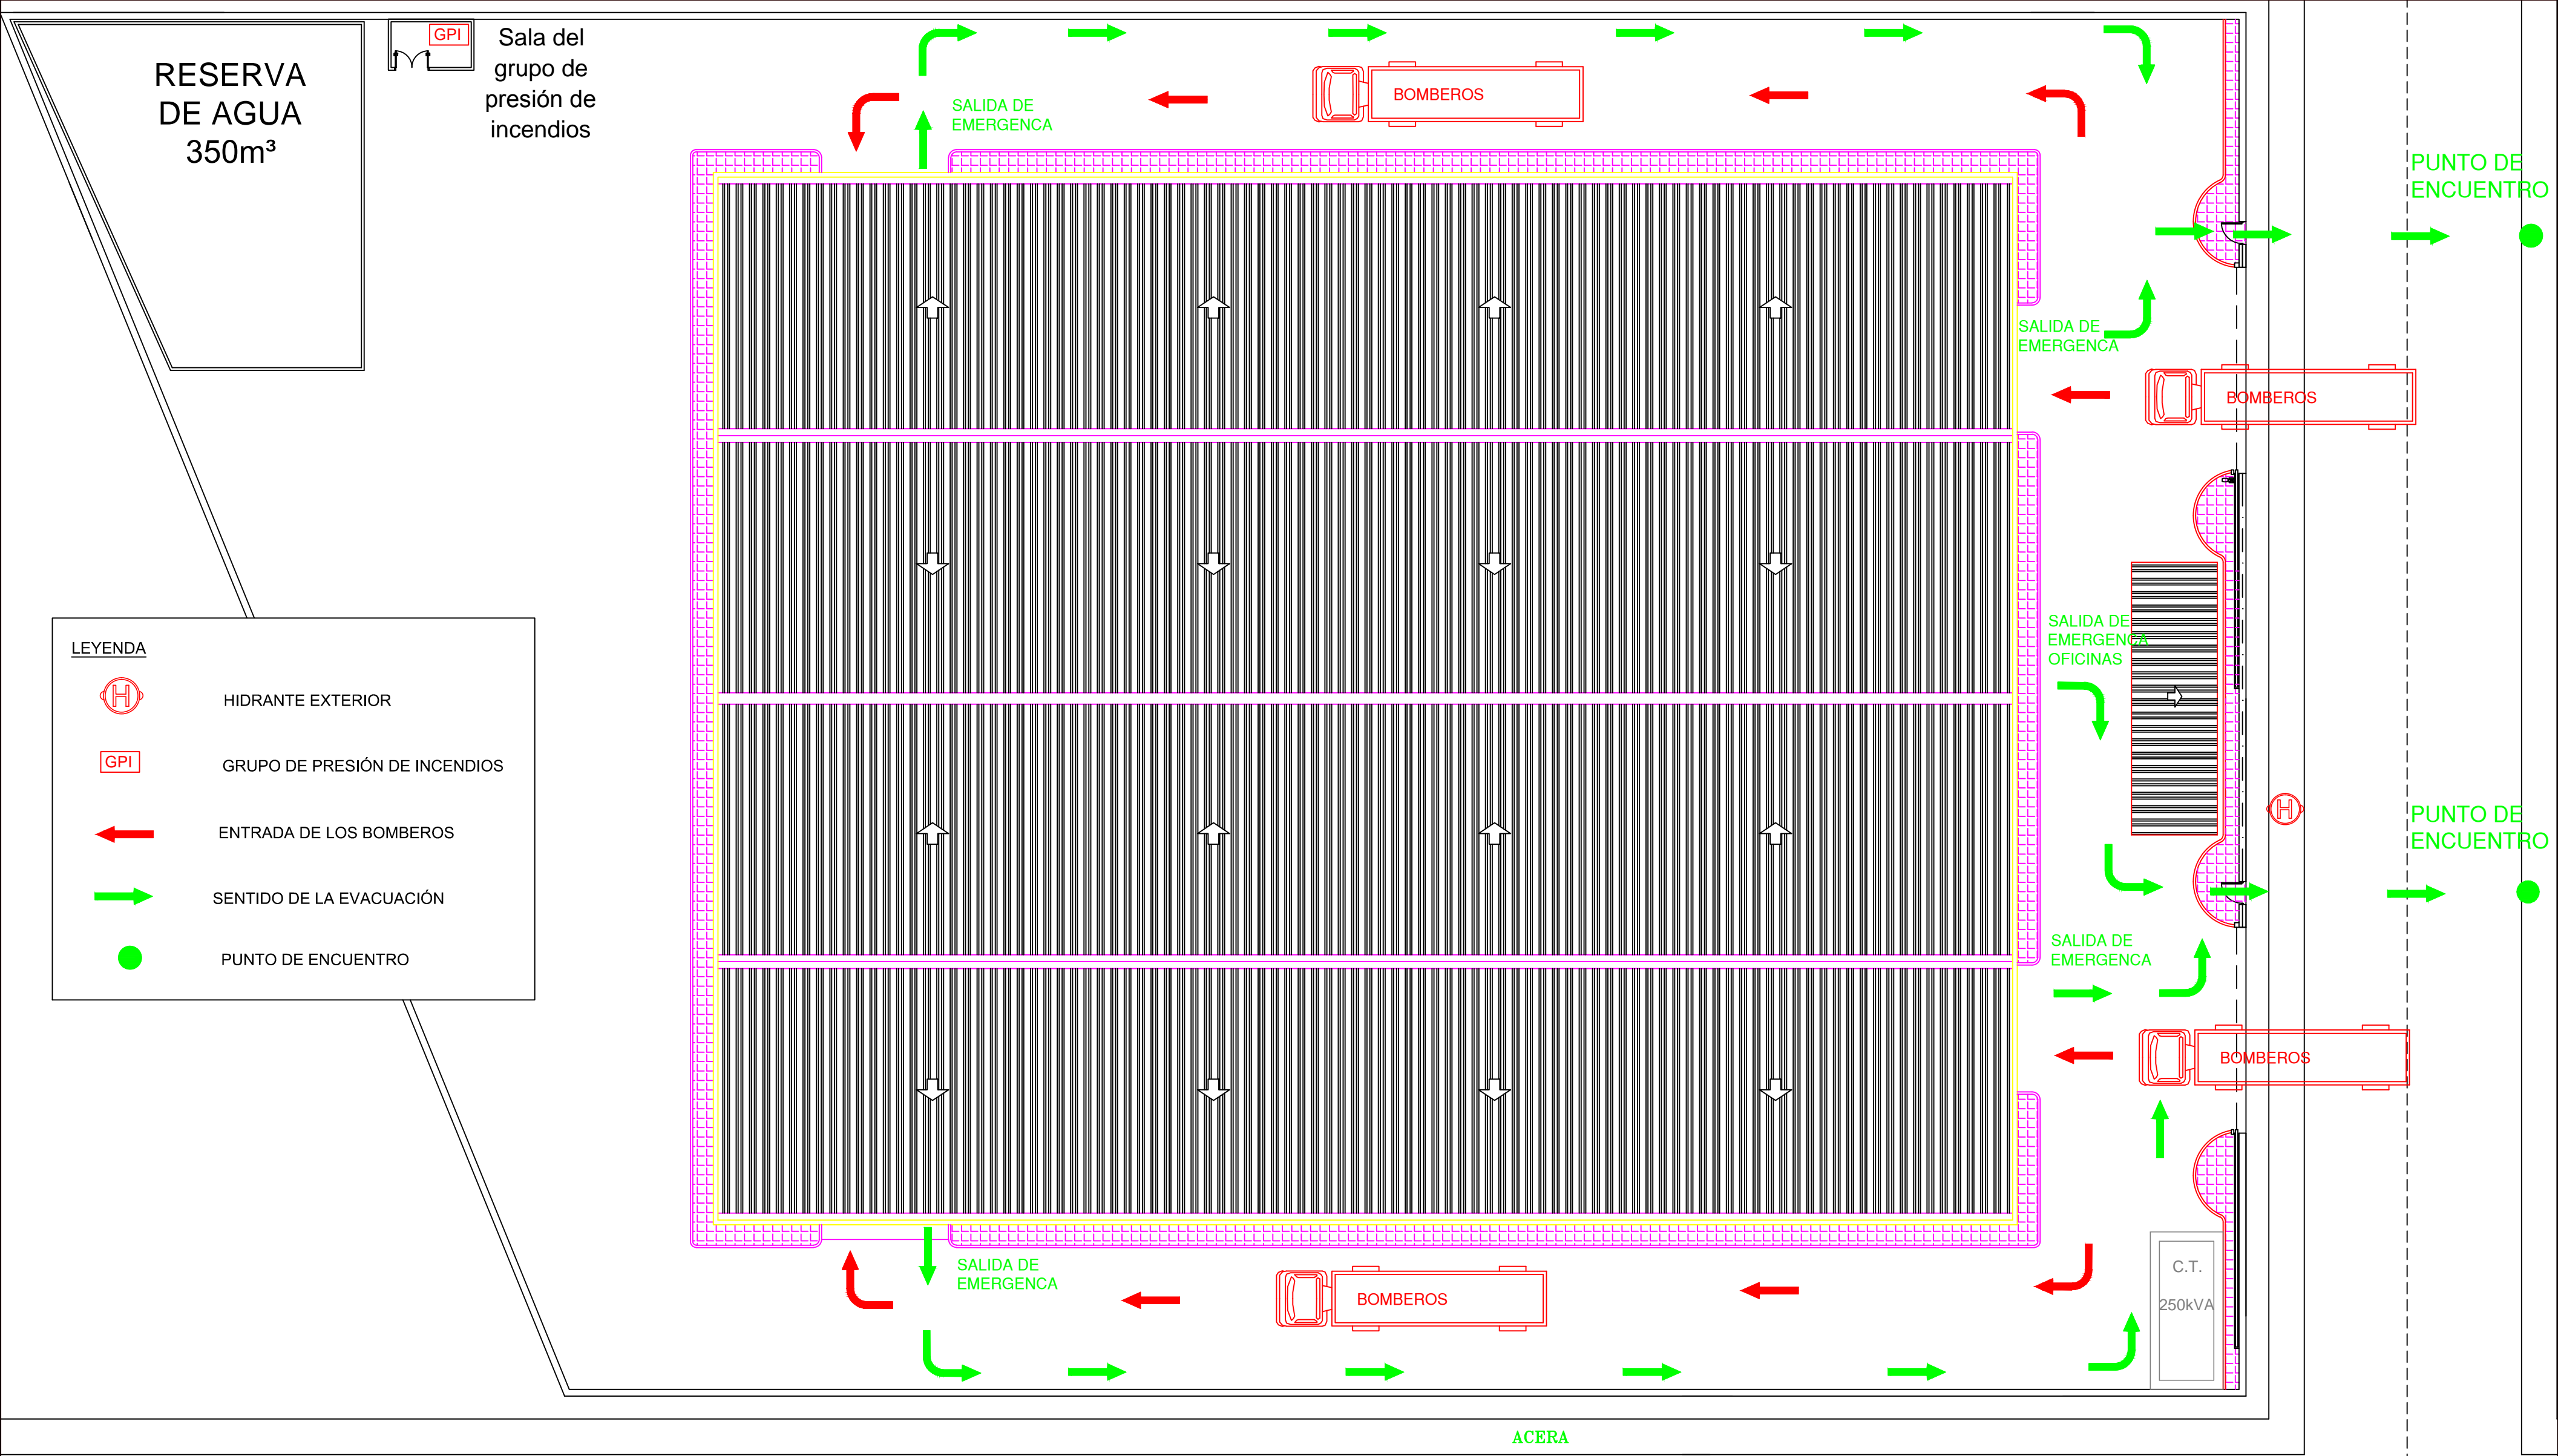 RESERVA
DE AGUA
350m³
GPI
Sala del
grupo de
presión de
incendios
SALIDA DE
EMERGENCA
BOMBEROS
PUNTO DE
ENCUENTRO
SALIDA DE
EMERGENCA
BOMBEROS
SALIDA DE
EMERGENCA
OFICINAS
LEYENDA
H
HIDRANTE EXTERIOR
GPI
GRUPO DE PRESIÓN DE INCENDIOS
ENTRADA DE LOS BOMBEROS
SENTIDO DE LA EVACUACIÓN
PUNTO DE ENCUENTRO
H
PUNTO DE
ENCUENTRO
SALIDA DE
EMERGENCA
BOMBEROS
SALIDA DE
EMERGENCA
BOMBEROS
C.T.
250kVA
ACERA